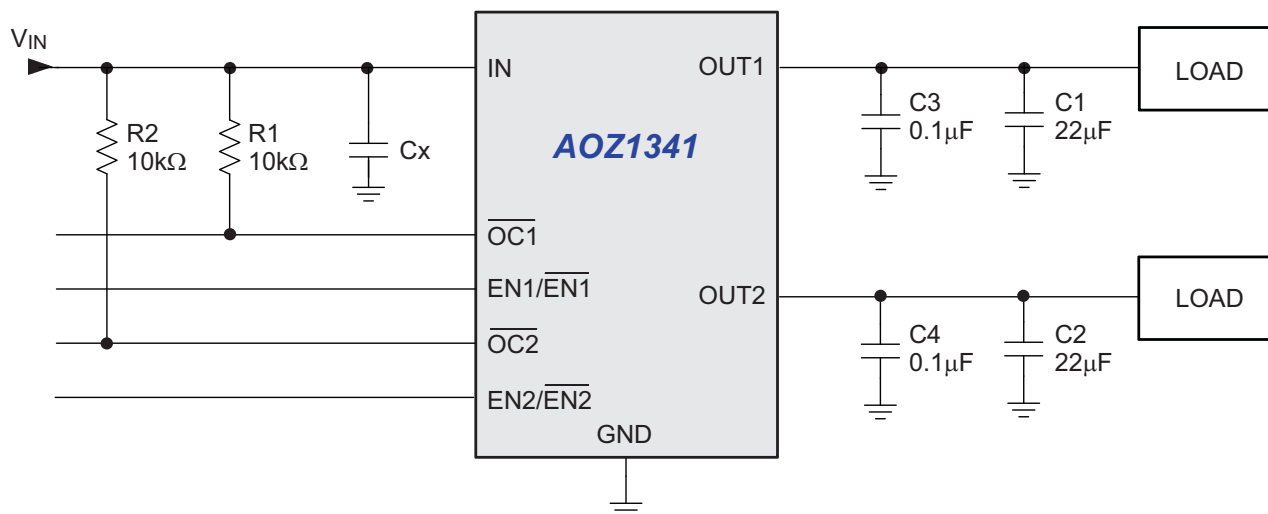 VIN
IN
OUT1
LOAD
R2
10kΩ
R1
10kΩ
Cx
AOZ1341
C3
0.1μF
C1
22μF
OC1
EN1/EN1
OUT2
LOAD
OC2
C4
0.1μF
C2
22μF
EN2/EN2
GND